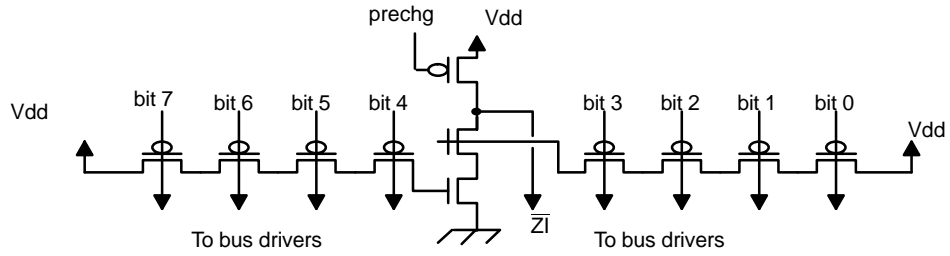 prechg
Vdd
Vdd
bit 7
bit 6
bit 5
bit 4
bit 3
bit 2
bit 1
bit 0
Vdd
ZI
To bus drivers
To bus drivers